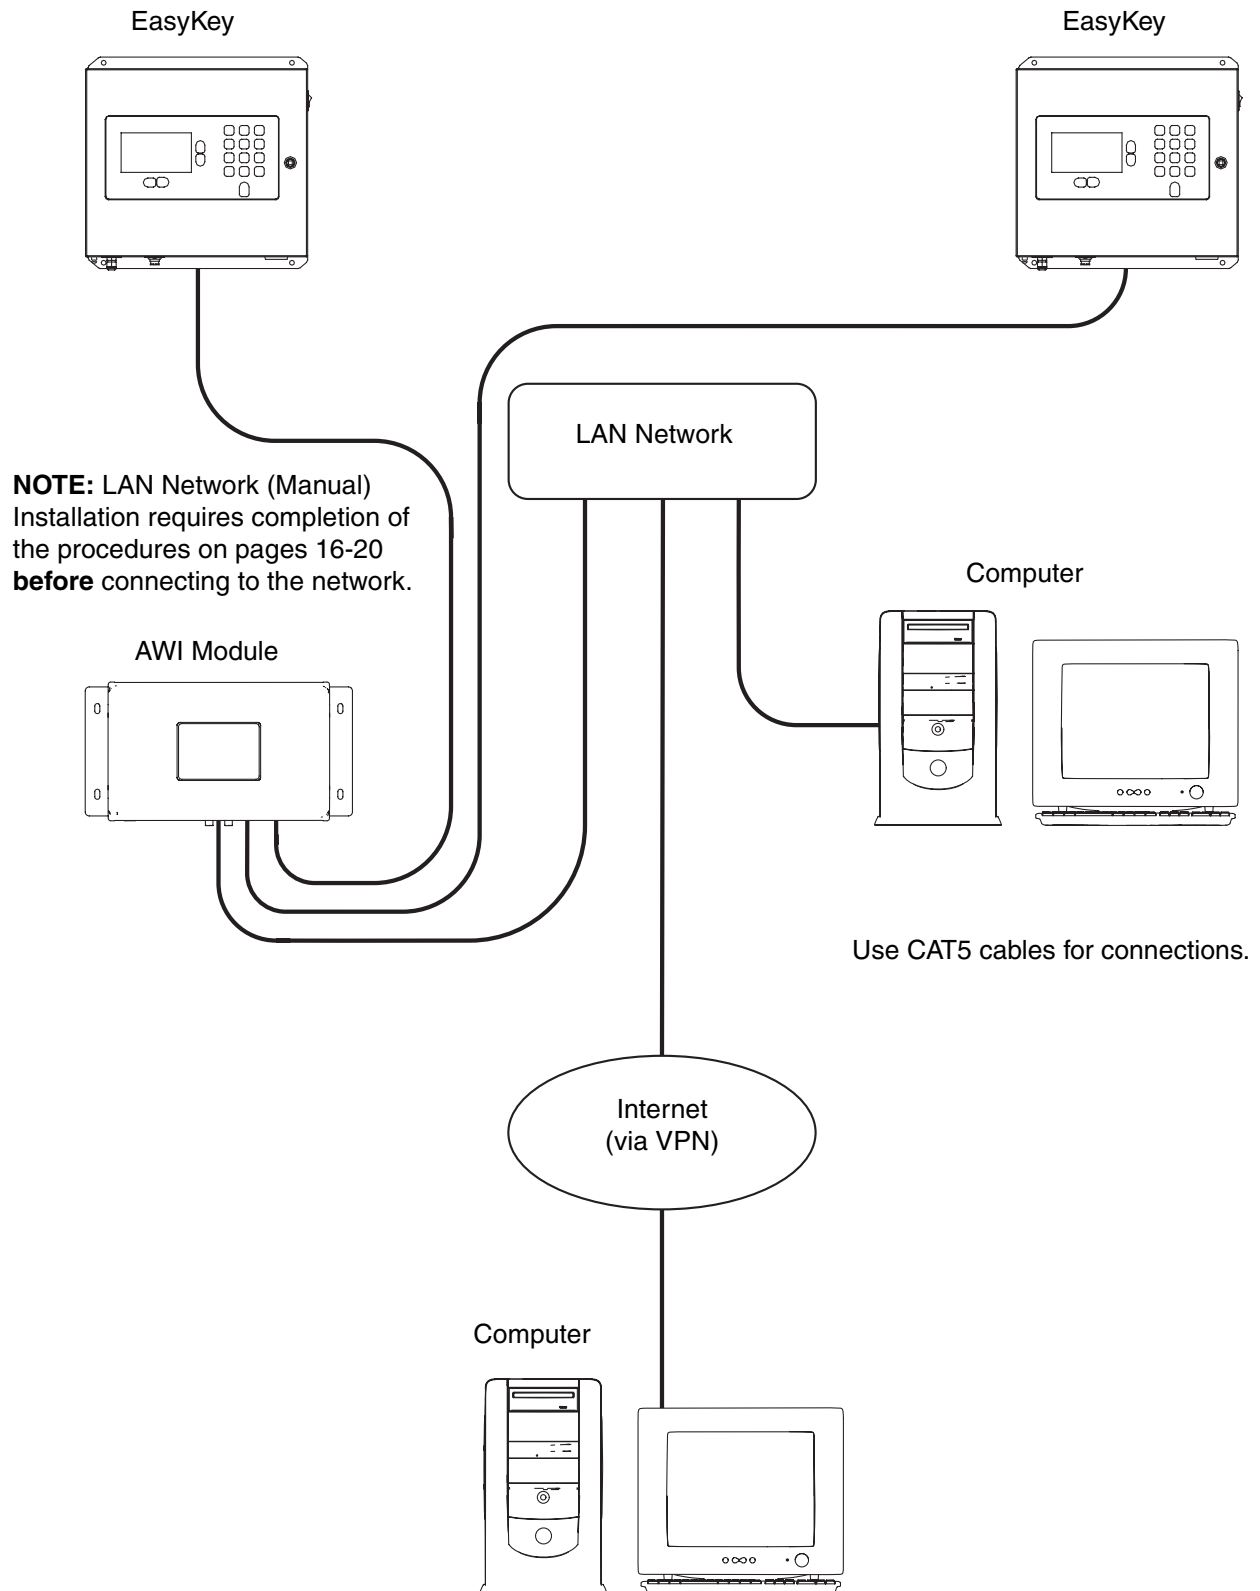 EasyKey
EasyKey
LAN Network
NOTE: LAN Network (Manual)
Installation requires completion of
the procedures on pages 16-20
before connecting to the network.
Computer
AWI Module
Use CAT5 cables for connections.
Internet
(via VPN)
Computer